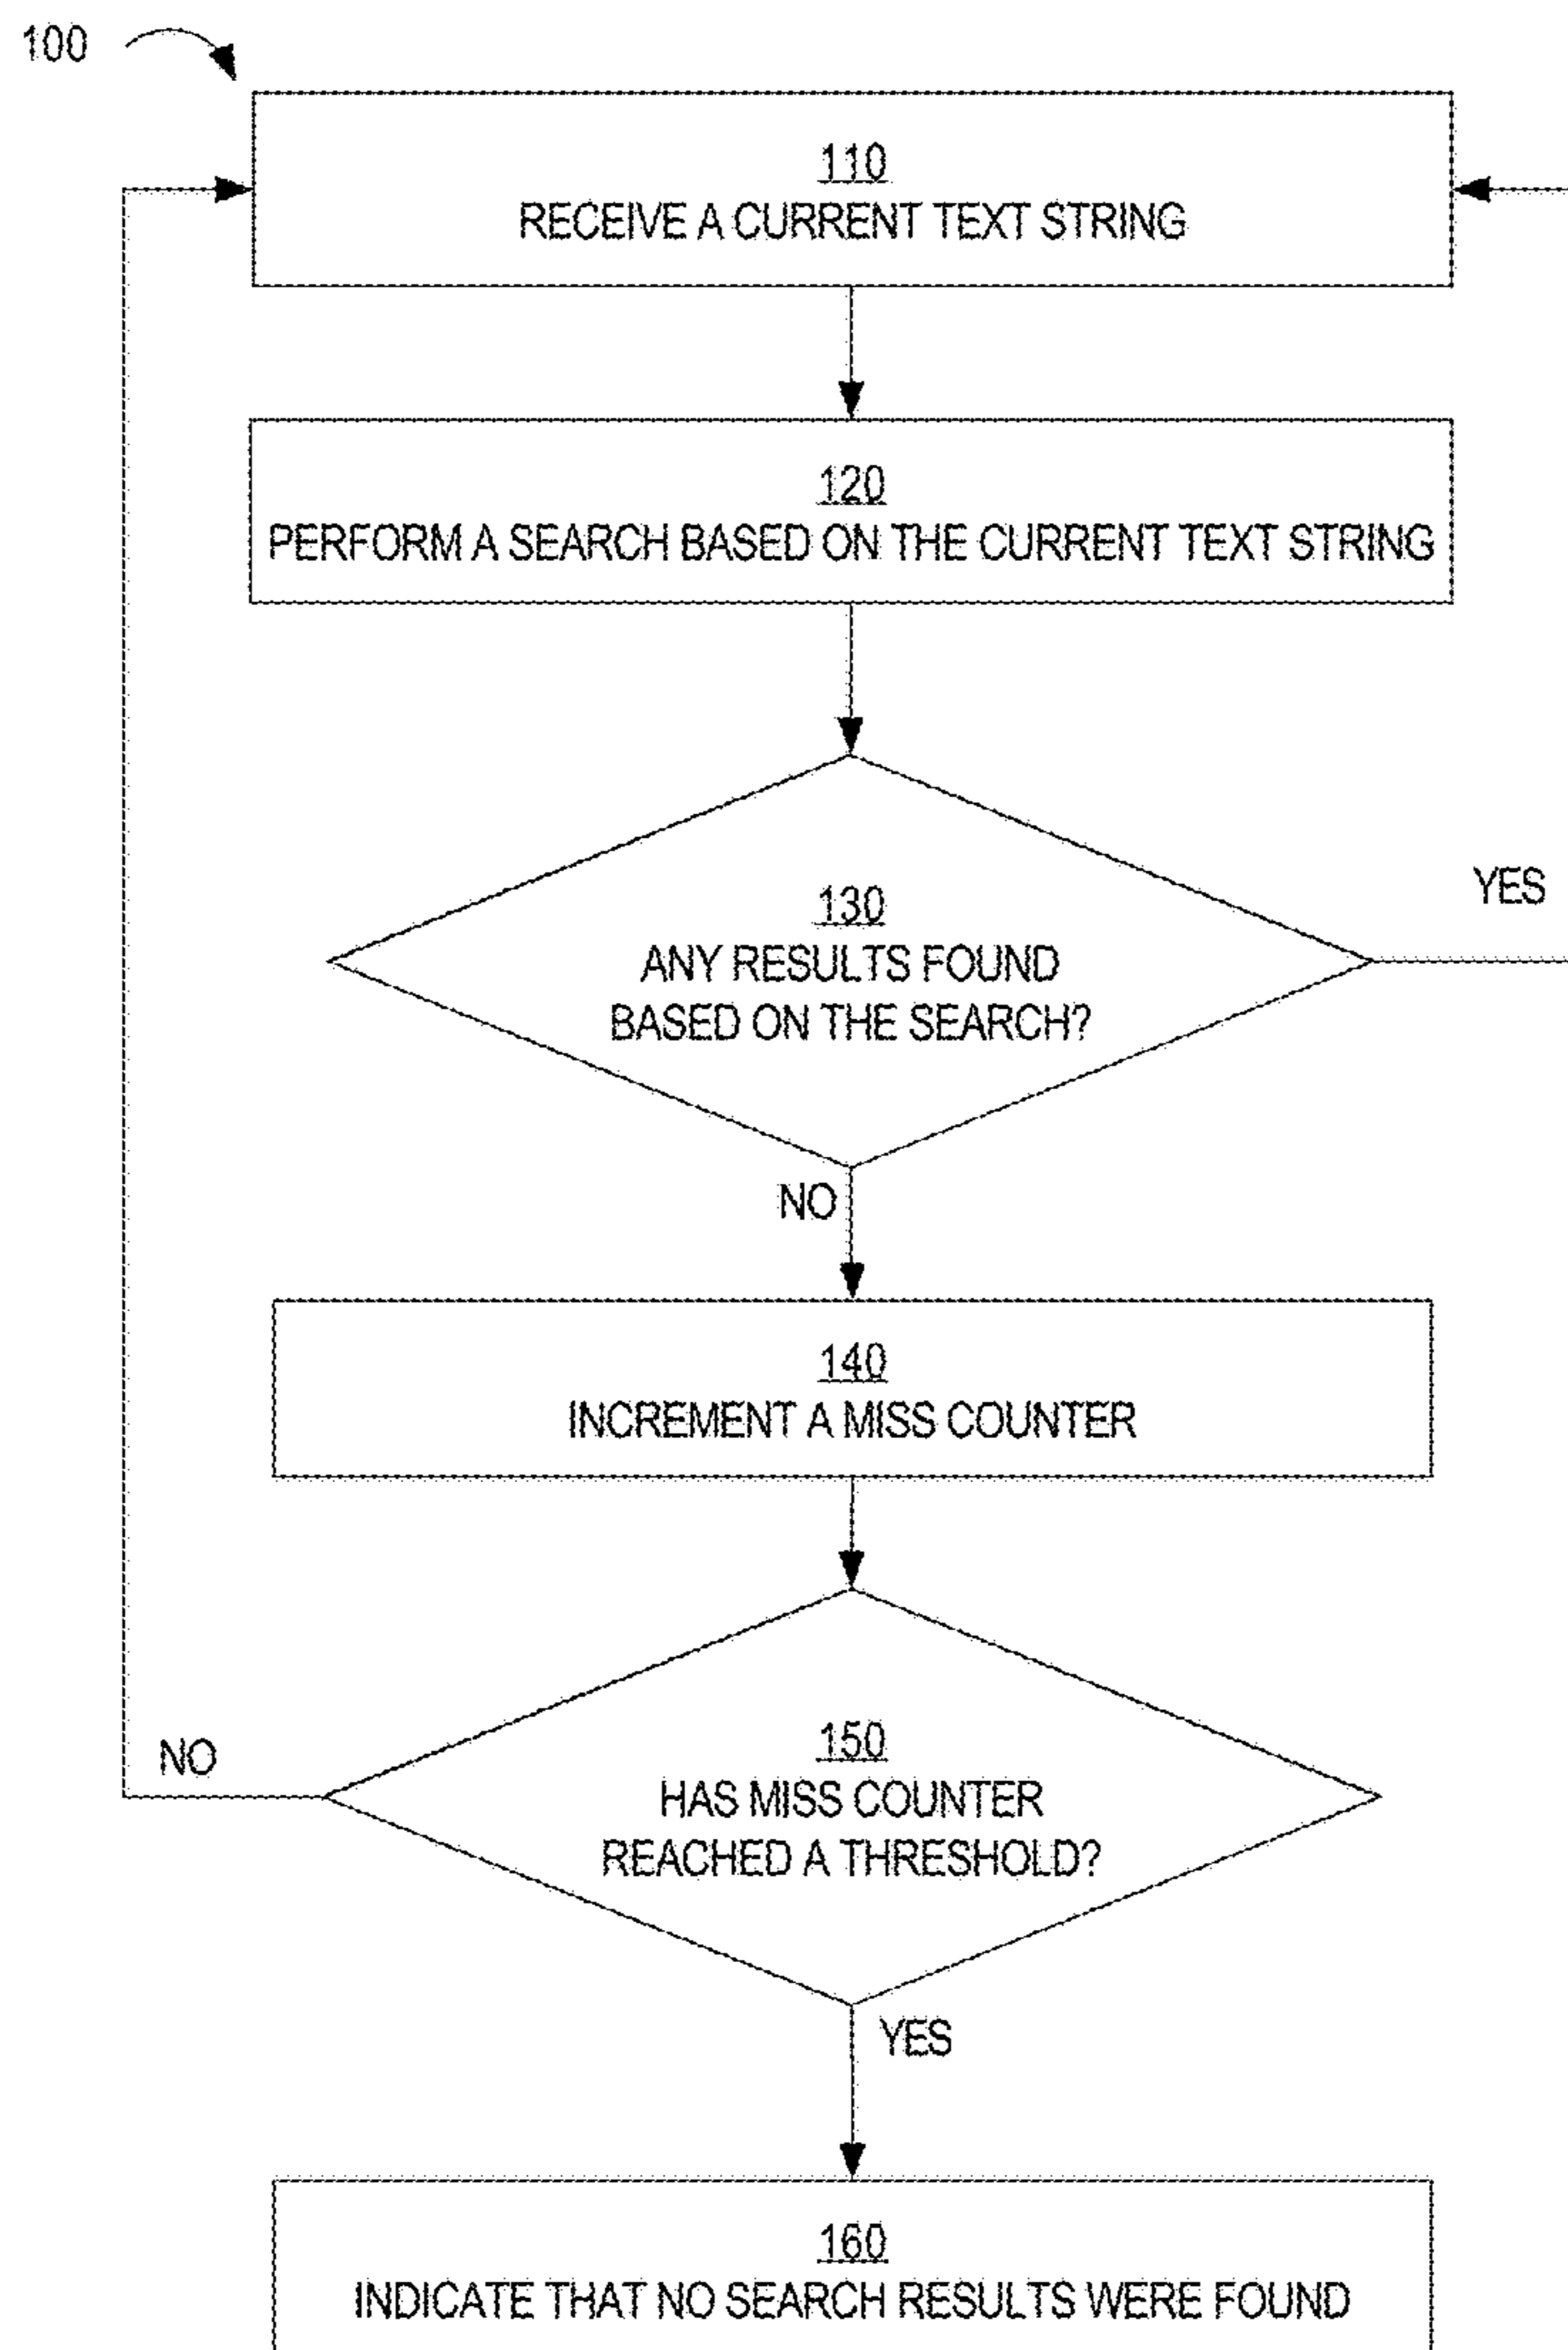 100
110
RECEIVE A CURRENT TEXT STRING
120
PERFORM A SEARCH BASED ON THE CURRENT TEXT STRING
130
ANY RESULTS FOUND
BASED ON THE SEARCH?
YES
NO
140
INCREMENT A MISS COUNTER
150
HAS MISS COUNTER
REACHED A THRESHOLD?
NO
YES
160
INDICATE THAT NO SEARCH RESULTS WERE FOUND